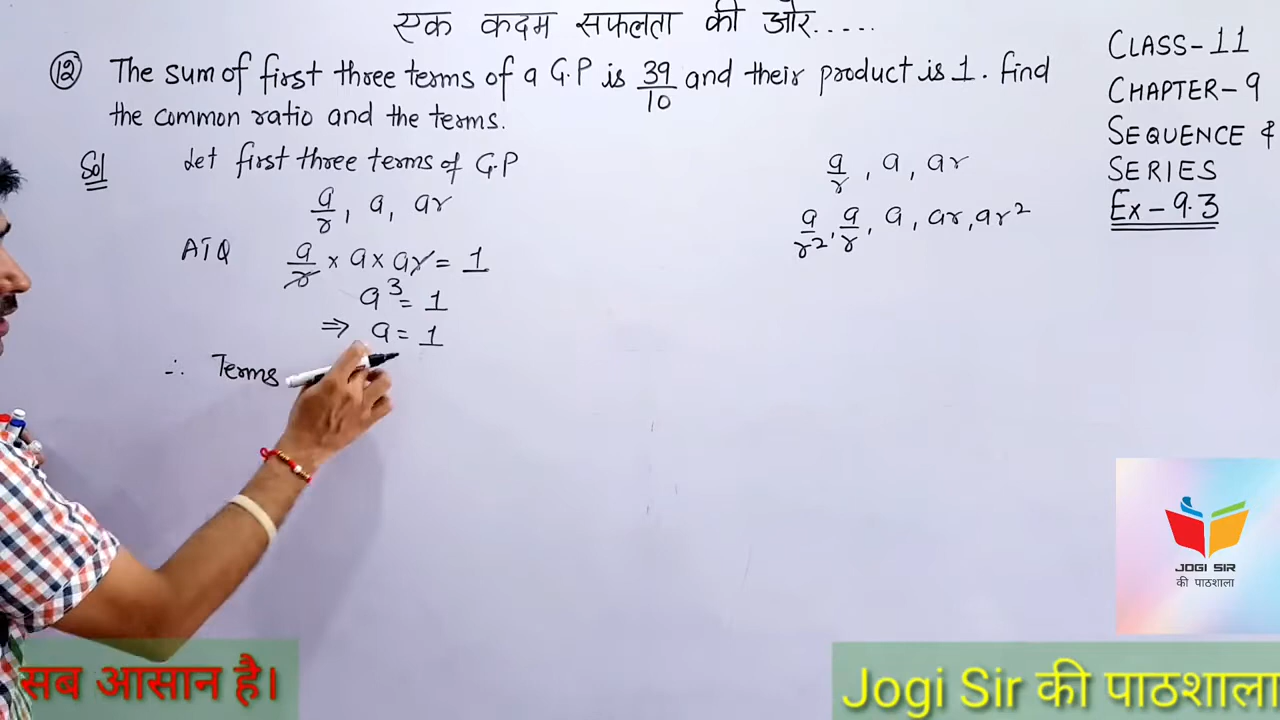 एक कदम सफलता की ओर.....
⑫ The sum of first three terms of a G.P is 39/10 and their product is 1. Find
the common ratio and the terms.
Sol Let first three terms of G.P
a/r, a, ar
ATQ a/r × a × ar = 1
a³ = 1
⇒ a = 1
∴ Terms
a/r, a, ar
a/r², a/r, a, ar, ar²
CLASS-11
CHAPTER-9
SEQUENCE &
SERIES
Ex-9.3
JOGI SIR
की पाठशाला
सब आसान है।
Jogi Sir की पाठशाला